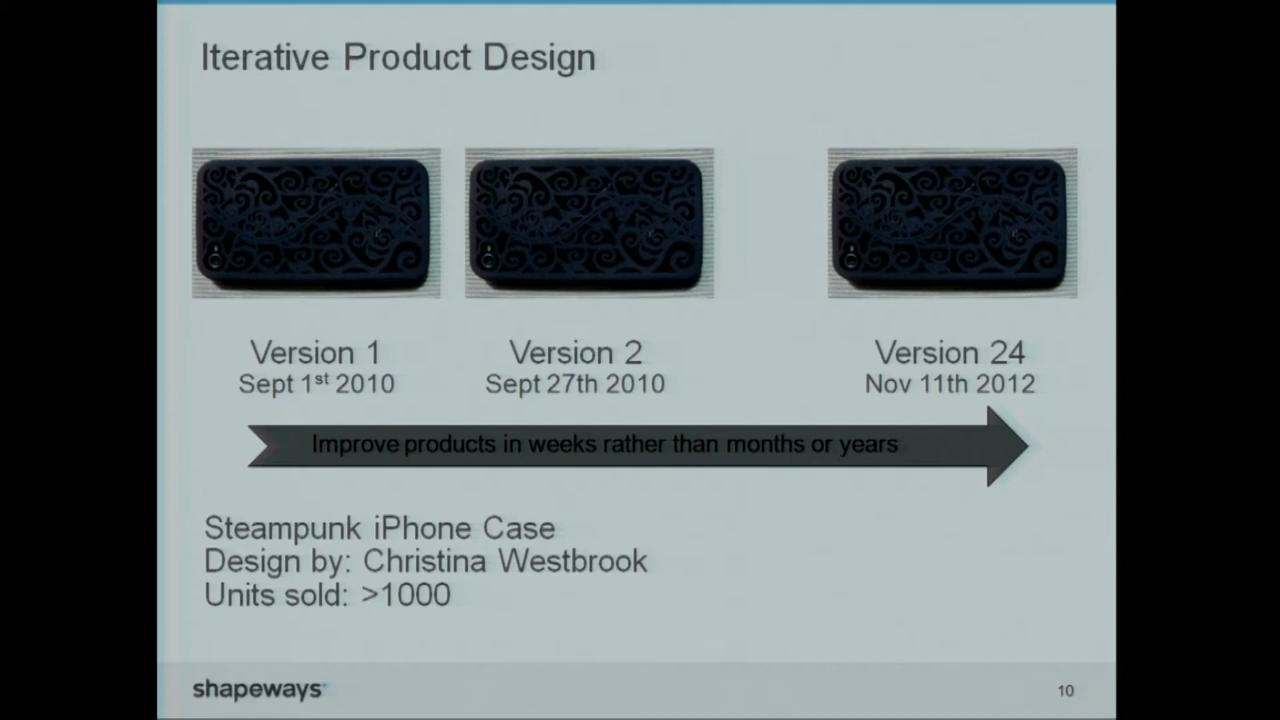 Iterative Product Design
Version 1
Sept 1st 2010
Version 2
Sept 27th 2010
Version 24
Nov 11th 2012
Improve products in weeks rather than months or years
Steampunk iPhone Case
Design by: Christina Westbrook
Units sold: >1000
shapeways
10